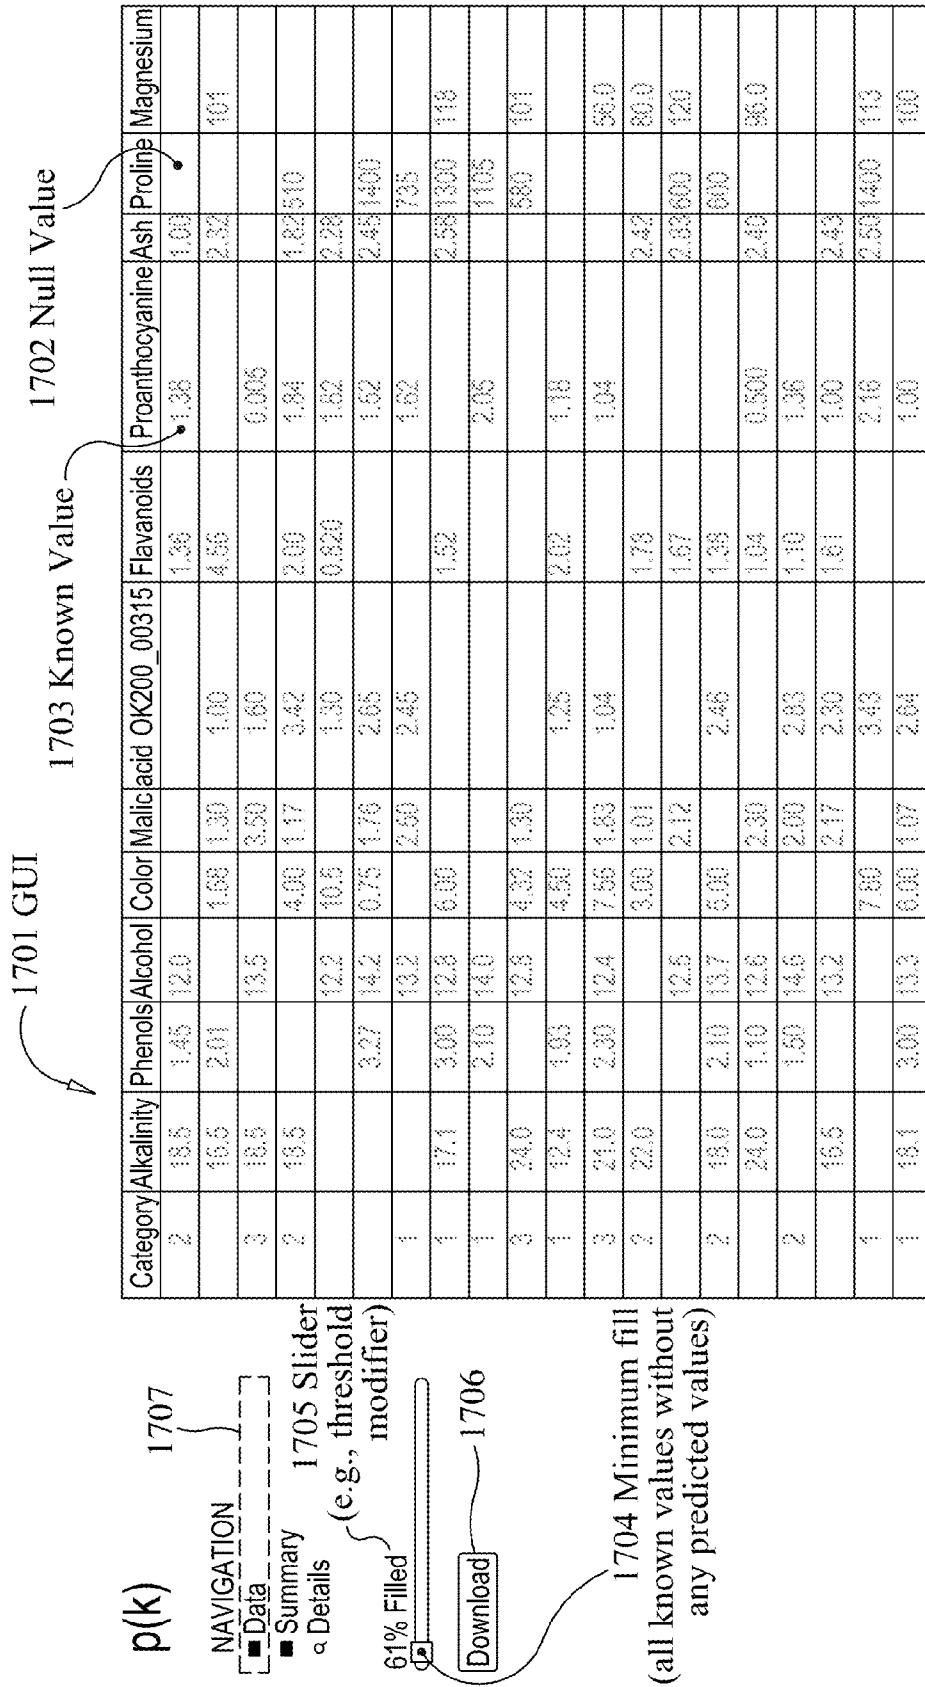 1701 GUI
1703 Known Value
1702 Null Value
p(k)
NAVIGATION
1707
Data
Summary
Details
1705 Slider
(e.g., threshold
modifier)
61% Filled
Download
1706
1704 Minimum fill
(all known values without
any predicted values)
Category Alkalinity Phenols Alcohol Color Malic acid OK200_00315 Flavanoids Proanthocyanine Ash Proline Magnesium
2 18.5 1.45 12.0 1.36 1.38
16.5 2.01 1.08 1.30 1.00 4.56 2.32 101
3 18.5 13.5 3.50 1.60 0.005
2 18.5 4.00 1.17 3.42 2.00 1.84 1.82 510
12.2 10.5 1.30 0.820 1.62 2.28
3.27 14.2 0.75 1.76 2.65 1.52 2.45 1400
1 13.2 2.50 2.45 1.62 735
1 17.1 3.00 12.8 6.00 1.52 2.58 1300 118
1 2.10 14.0 2.05 1105
3 24.0 12.8 4.32 1.30 580 101
1 12.4 1.93 4.50 1.25 2.02 1.18
3 21.0 2.30 12.4 7.56 1.83 1.04 1.04 56.0
2 22.0 3.00 1.01 1.73 2.42 80.0
12.5 2.12 1.67 2.83 600 120
2 18.0 2.10 13.7 5.00 2.46 1.35 600
24.0 1.10 12.6 2.30 1.04 0.500 2.40 96.0
2 1.50 14.6 2.00 2.83 1.10 1.36
16.5 13.2 2.17 2.30 1.61 1.00 2.43
1 7.80 3.43 2.16 2.50 1400 113
1 18.1 3.00 13.3 6.00 1.07 2.64 1.00 100